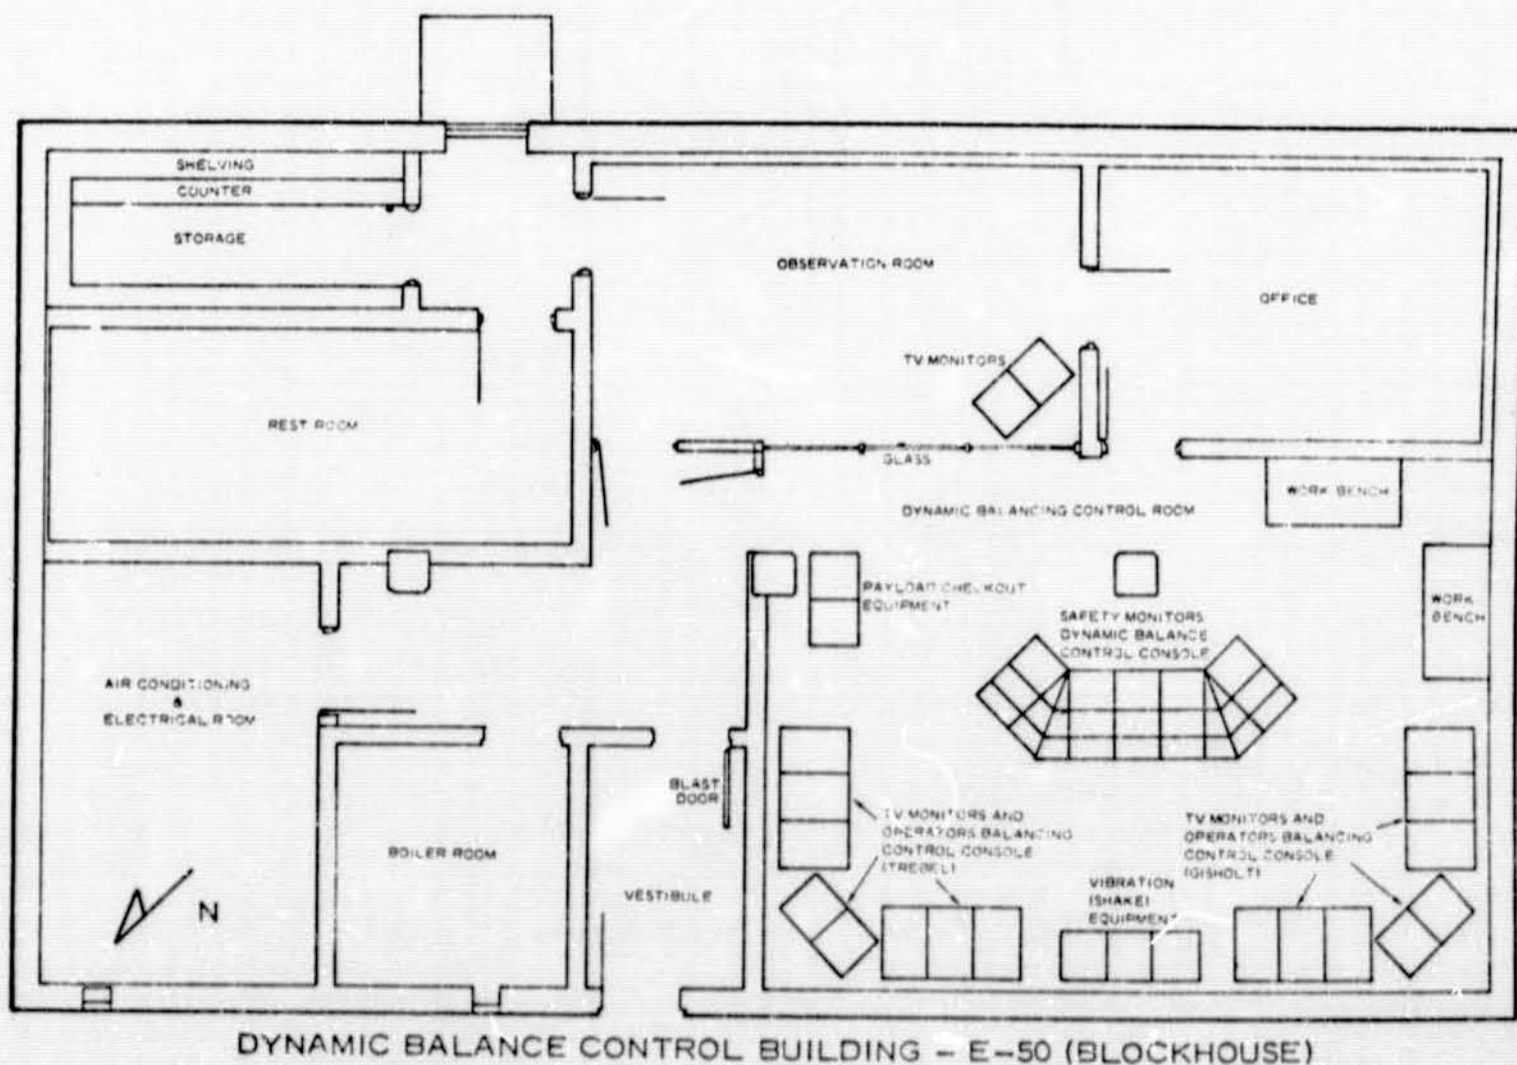 SHELVING
COUNTER
STORAGE
OBSERVATION ROOM
OFFICE
TV MONITORS
REST ROOM
GLASS
WORK BENCH
DYNAMIC BALANCING CONTROL ROOM
PAYLOAD CHECKOUT
EQUIPMENT
WORK
BENCH
SAFETY MONITORS
DYNAMIC BALANCE
CONTROL CONSOLE
AIR CONDITIONING
&
ELECTRICAL ROOM
BLAST
DOOR
TV MONITORS AND
OPERATORS BALANCING
CONTROL CONSOLE
(TREBEL)
TV MONITORS AND
OPERATORS BALANCING
CONTROL CONSOLE
(GISHOLT)
BOILER ROOM
VESTIBULE
VIBRATION
(SHAKE)
EQUIPMENT
N
DYNAMIC BALANCE CONTROL BUILDING - E-50 (BLOCKHOUSE)